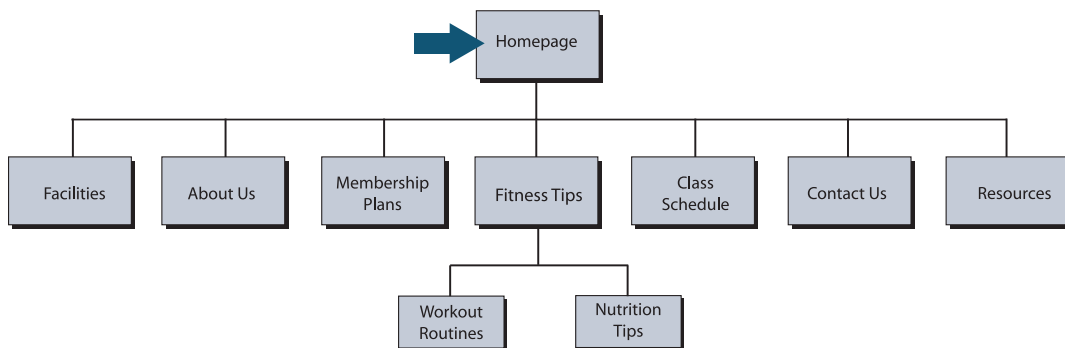 Homepage
Facilities
About Us
Membership
Plans
Fitness Tips
Class
Schedule
Contact Us
Resources
Workout
Routines
Nutrition
Tips